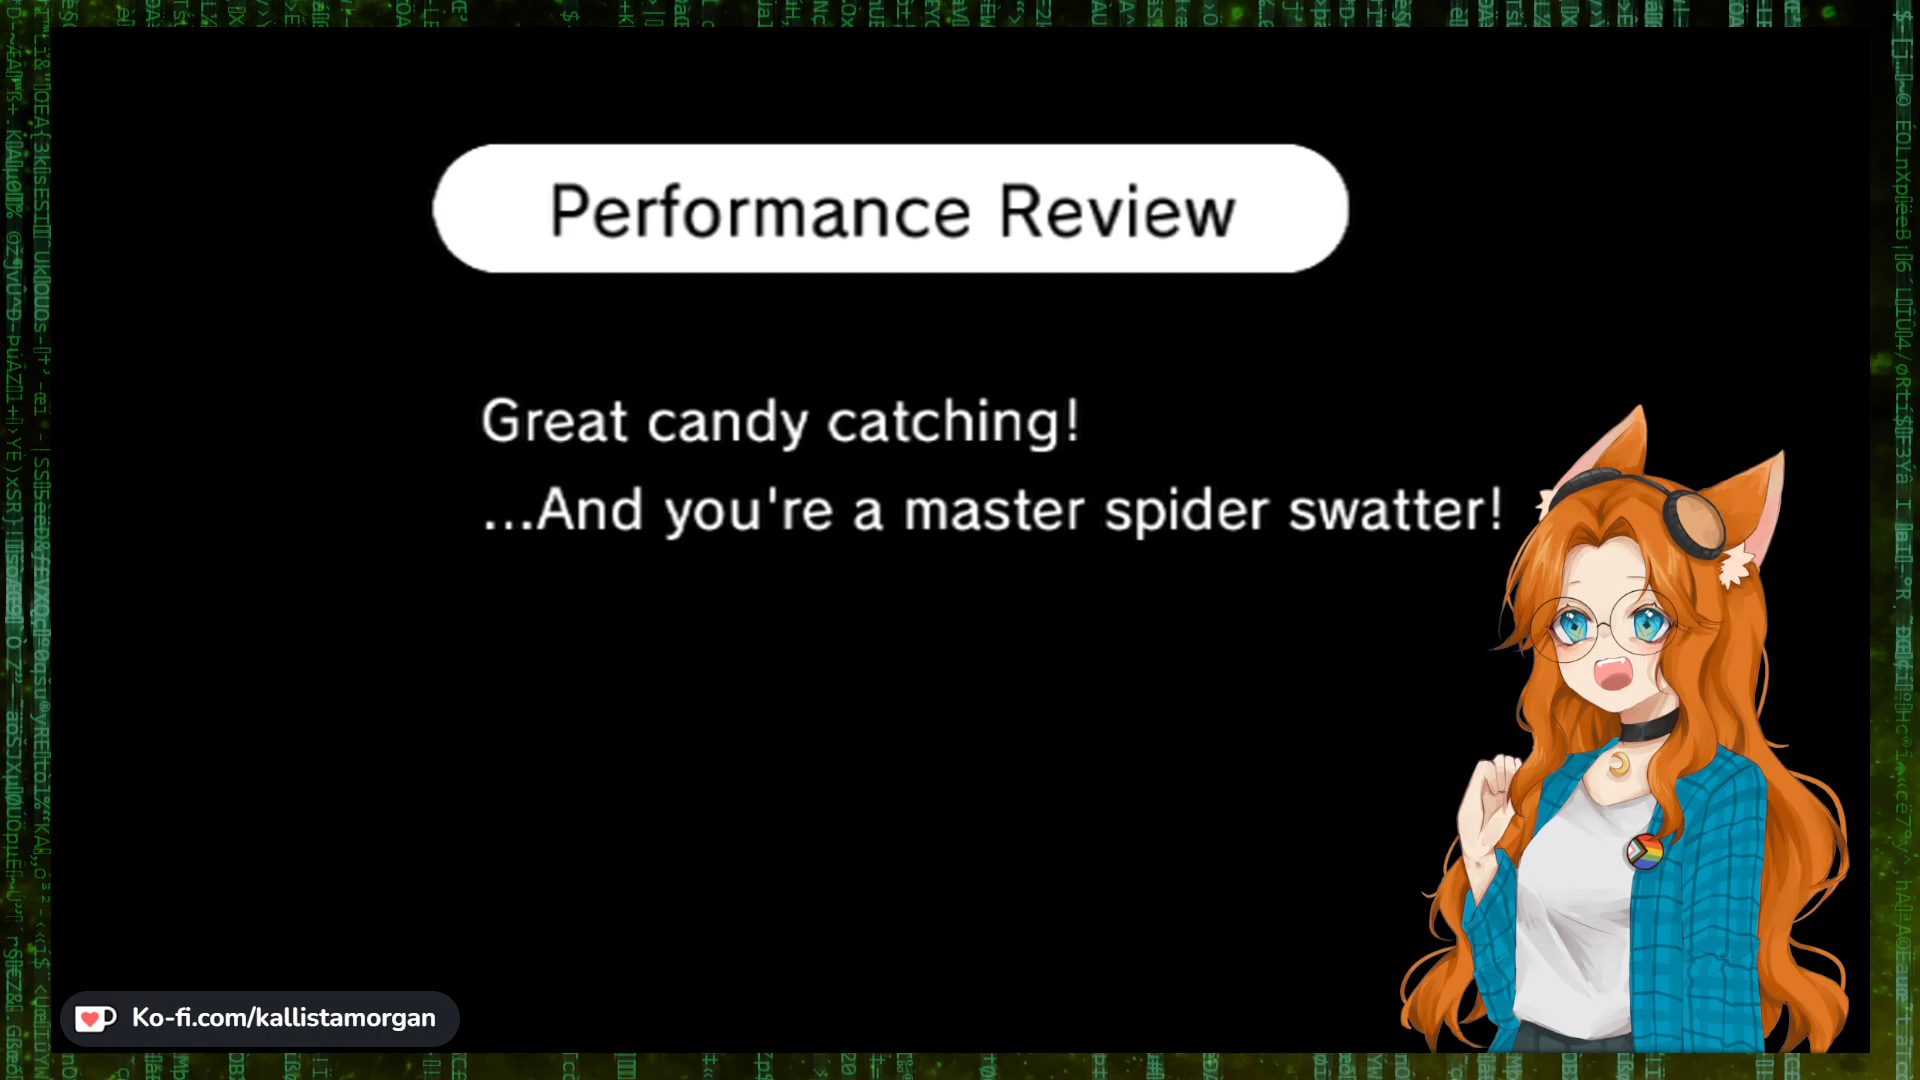 Performance Review
Great candy catching!
...And you're a master spider swatter!
Ko-fi.com/kallistamorgan